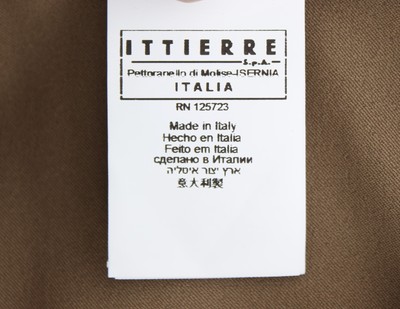 ITTIERRE
S.p.A.
Pettoranello di Molise-ISERNIA
ITALIA
RN 125723
Made in Italy
Hecho en Italia
Feito em Italia
сделано в Италии
ארץ יצור איטליה
意大利製